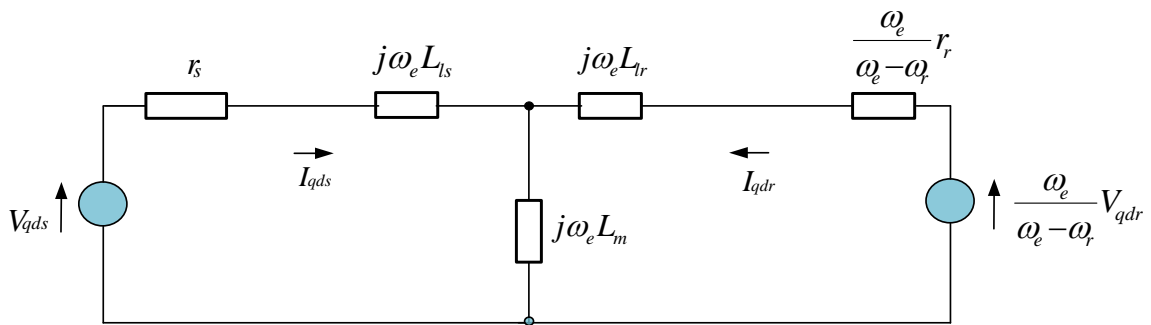 r_s
jω_e L_ls
jω_e L_lr
ω_e/(ω_e−ω_r) r_r
I_qds
I_qdr
V_qds
jω_e L_m
ω_e/(ω_e−ω_r) V_qdr